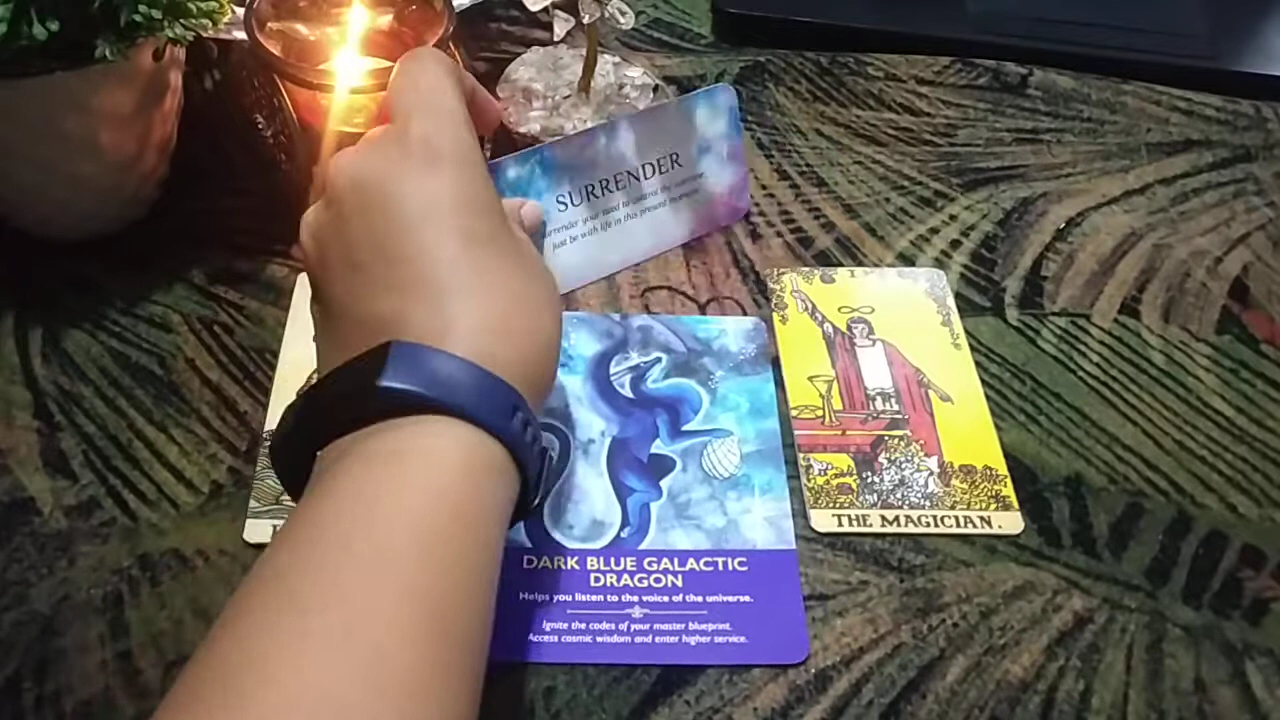 SURRENDER
urrender your need to control the outcome.
Just be with life in this present moment.
I
THE MAGICIAN.
DARK BLUE GALACTIC
DRAGON
Helps you listen to the voice of the universe.
Ignite the codes of your master blueprint.
Access cosmic wisdom and enter higher service.